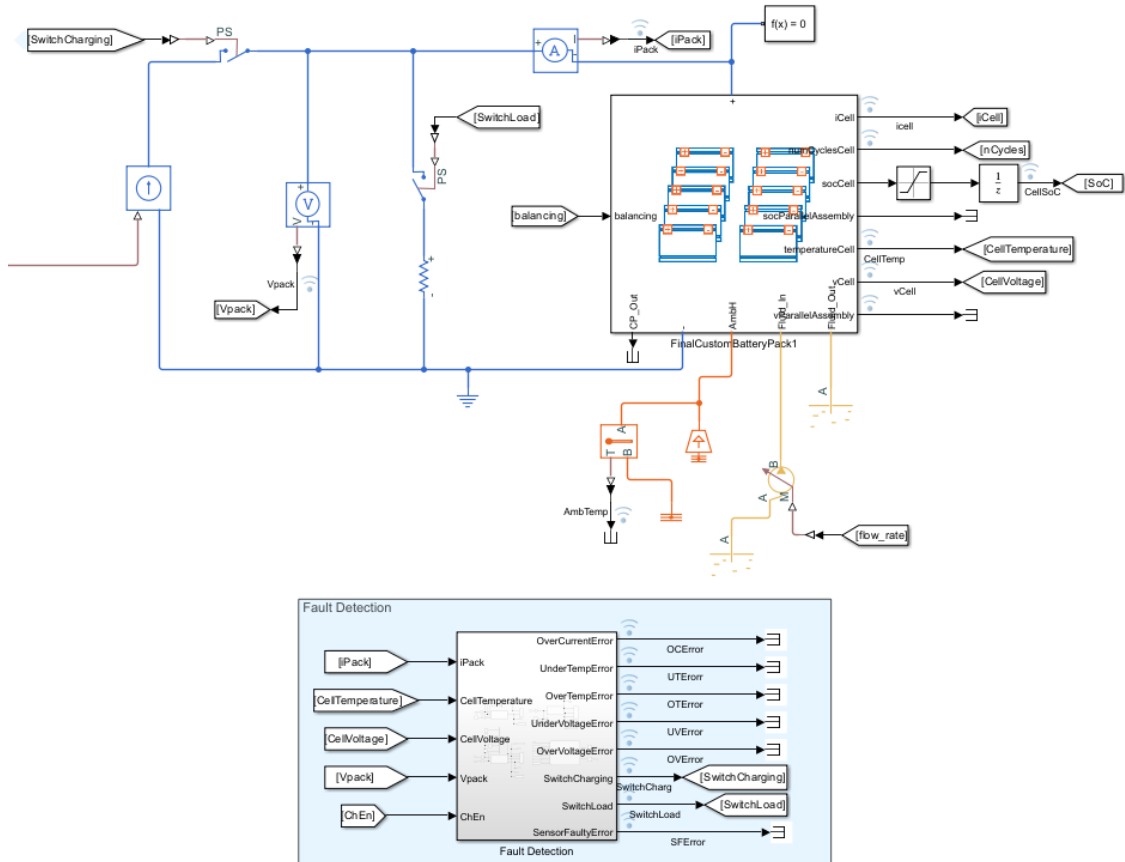 [SwitchCharging]
PS
A
iPack
[iPack]
f(x) = 0
[SwitchLoad]
PS
V
V
Vpack
[Vpack]
[balancing]
balancing
iCell
icell
[iCell]
numCyclesCell
[nCycles]
socCell
1
z
CellSoC
[SoC]
socParallelAssembly
temperatureCell
CellTemp
[CellTemperature]
vCell
vCell
[CellVoltage]
vParallelAssembly
CP_Out
AmbH
Fluid_In
Fluid_Out
FinalCustomBatteryPack1
A
A
T
B
AmbTemp
B
A
M
A
[flow_rate]
Fault Detection
[iPack]
iPack
[CellTemperature]
CellTemperature
[CellVoltage]
CellVoltage
[Vpack]
Vpack
[ChEn]
ChEn
OverCurrentError
OCError
UnderTempError
UTErorr
OverTempError
OTError
UnderVoltageError
UVError
OverVoltageError
OVError
SwitchCharging
SwitchCharg
[SwitchCharging]
SwitchLoad
SwitchLoad
[SwitchLoad]
SensorFaultyError
SFError
Fault Detection